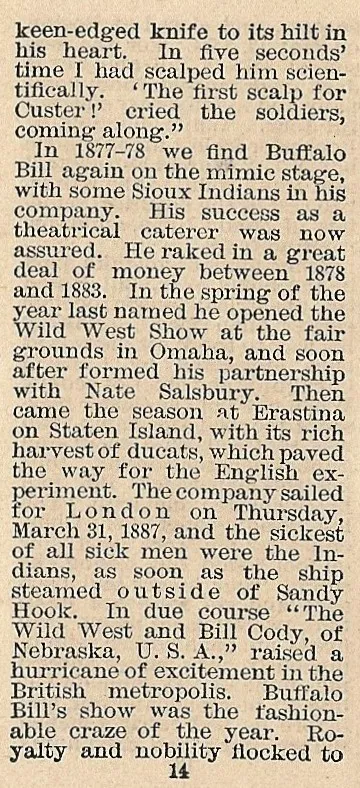 keen-edged knife to its hilt in
his heart. In five seconds'
time I had scalped him scien-
tifically. 'The first scalp for
Custer!' cried the soldiers,
coming along."
In 1877-78 we find Buffalo
Bill again on the mimic stage,
with some Sioux Indians in his
company. His success as a
theatrical caterer was now
assured. He raked in a great
deal of money between 1878
and 1883. In the spring of the
year last named he opened the
Wild West Show at the fair
grounds in Omaha, and soon
after formed his partnership
with Nate Salsbury. Then
came the season at Erastina
on Staten Island, with its rich
harvest of ducats, which paved
the way for the English ex-
periment. The company sailed
for London on Thursday,
March 31, 1887, and the sickest
of all sick men were the In-
dians, as soon as the ship
steamed outside of Sandy
Hook. In due course "The
Wild West and Bill Cody, of
Nebraska, U. S. A.," raised a
hurricane of excitement in the
British metropolis. Buffalo
Bill's show was the fashion-
able craze of the year. Ro-
yalty and nobility flocked to
14